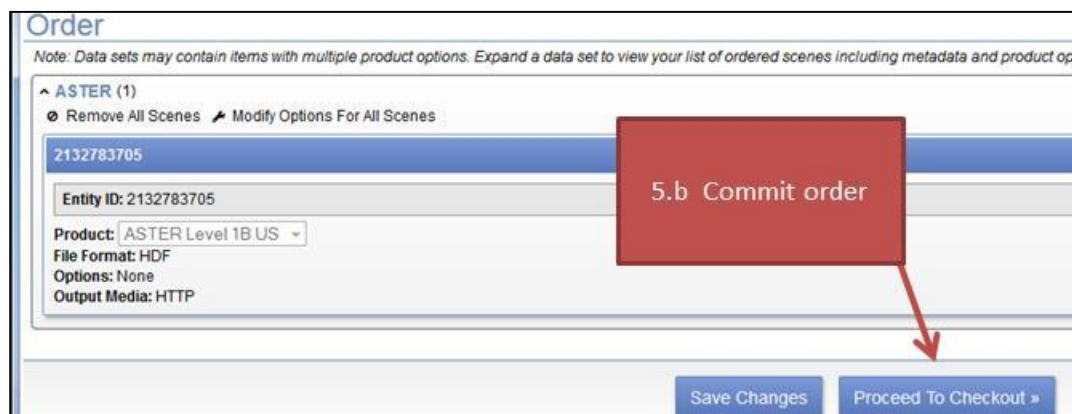 Order
Note: Data sets may contain items with multiple product options. Expand a data set to view your list of ordered scenes including metadata and product op
ASTER (1)
Remove All Scenes Modify Options For All Scenes
2132783705
Entity ID: 2132783705
Product: ASTER Level 1B US
File Format: HDF
Options: None
Output Media: HTTP
5.b Commit order
Save Changes Proceed To Checkout »